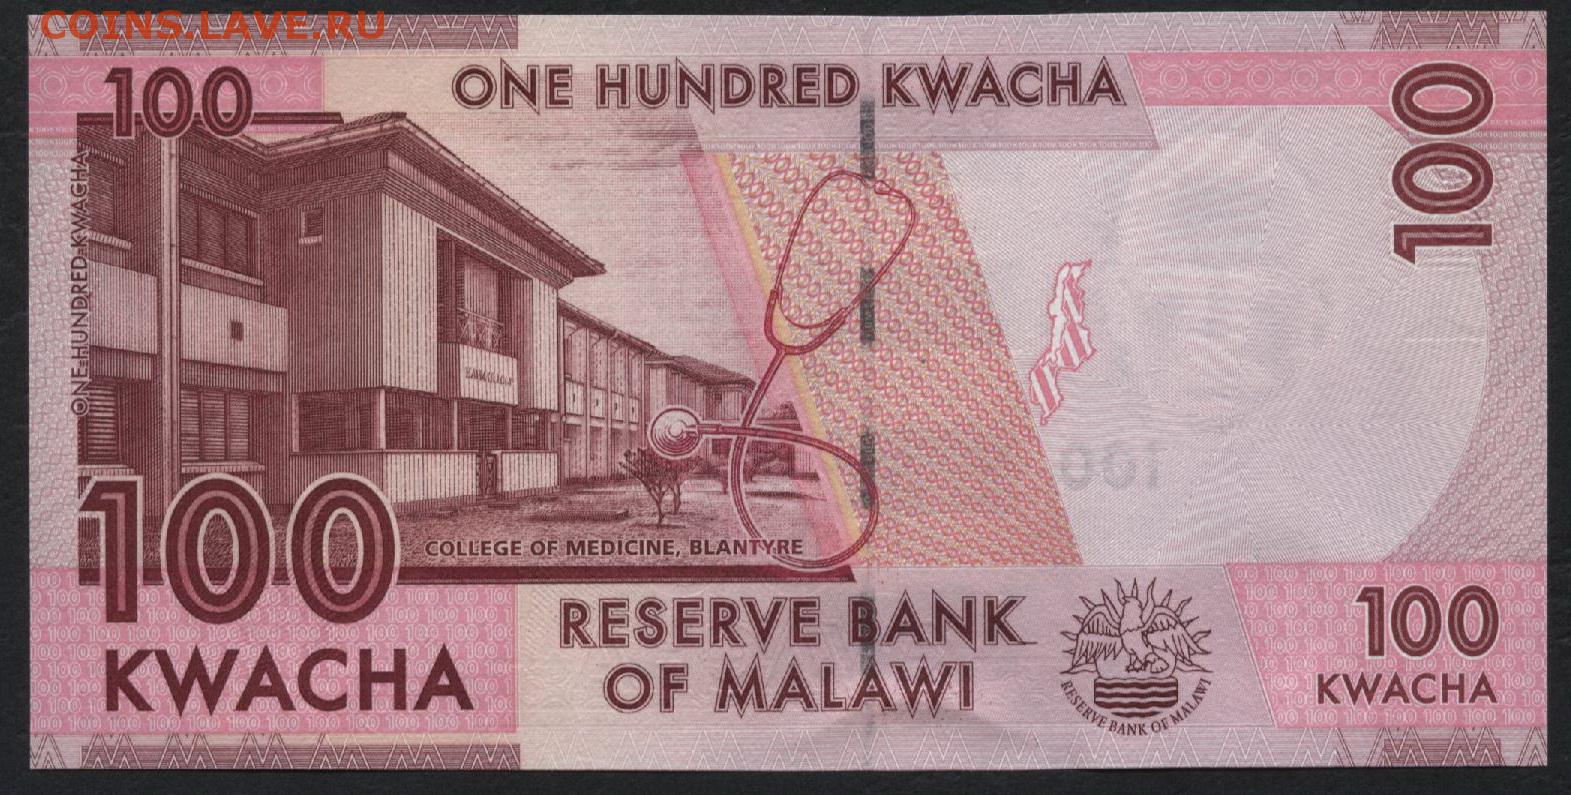 COINS.LAVE.RU
100
ONE HUNDRED KWACHA
100
ONE HUNDRED KWACHA
100
COLLEGE OF MEDICINE, BLANTYRE
100
KWACHA
RESERVE BANK
OF MALAWI
RESERVE BANK OF MALAWI
100
KWACHA